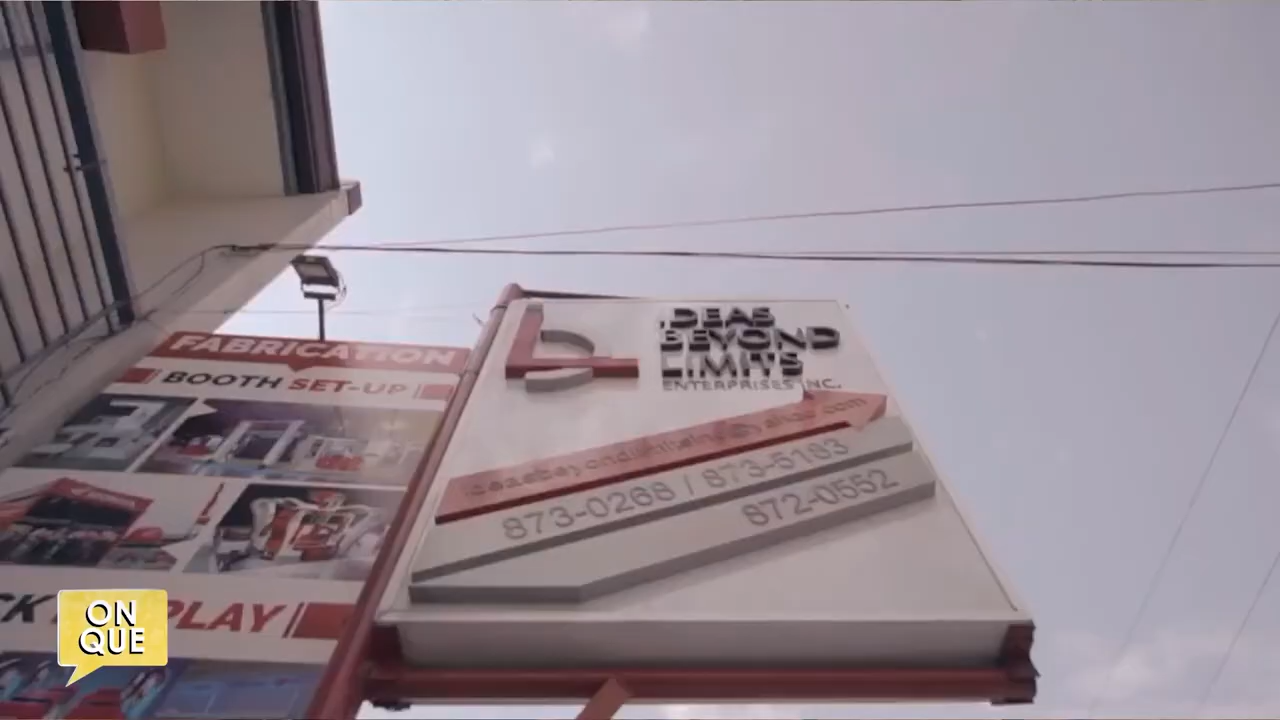 FABRICATION
BOOTH SET-UP
PLAY
IDEAS
BEYOND
LIMITS
ENTERPRISES INC.
873-0268 / 873-5183
872-0552
ON
QUE